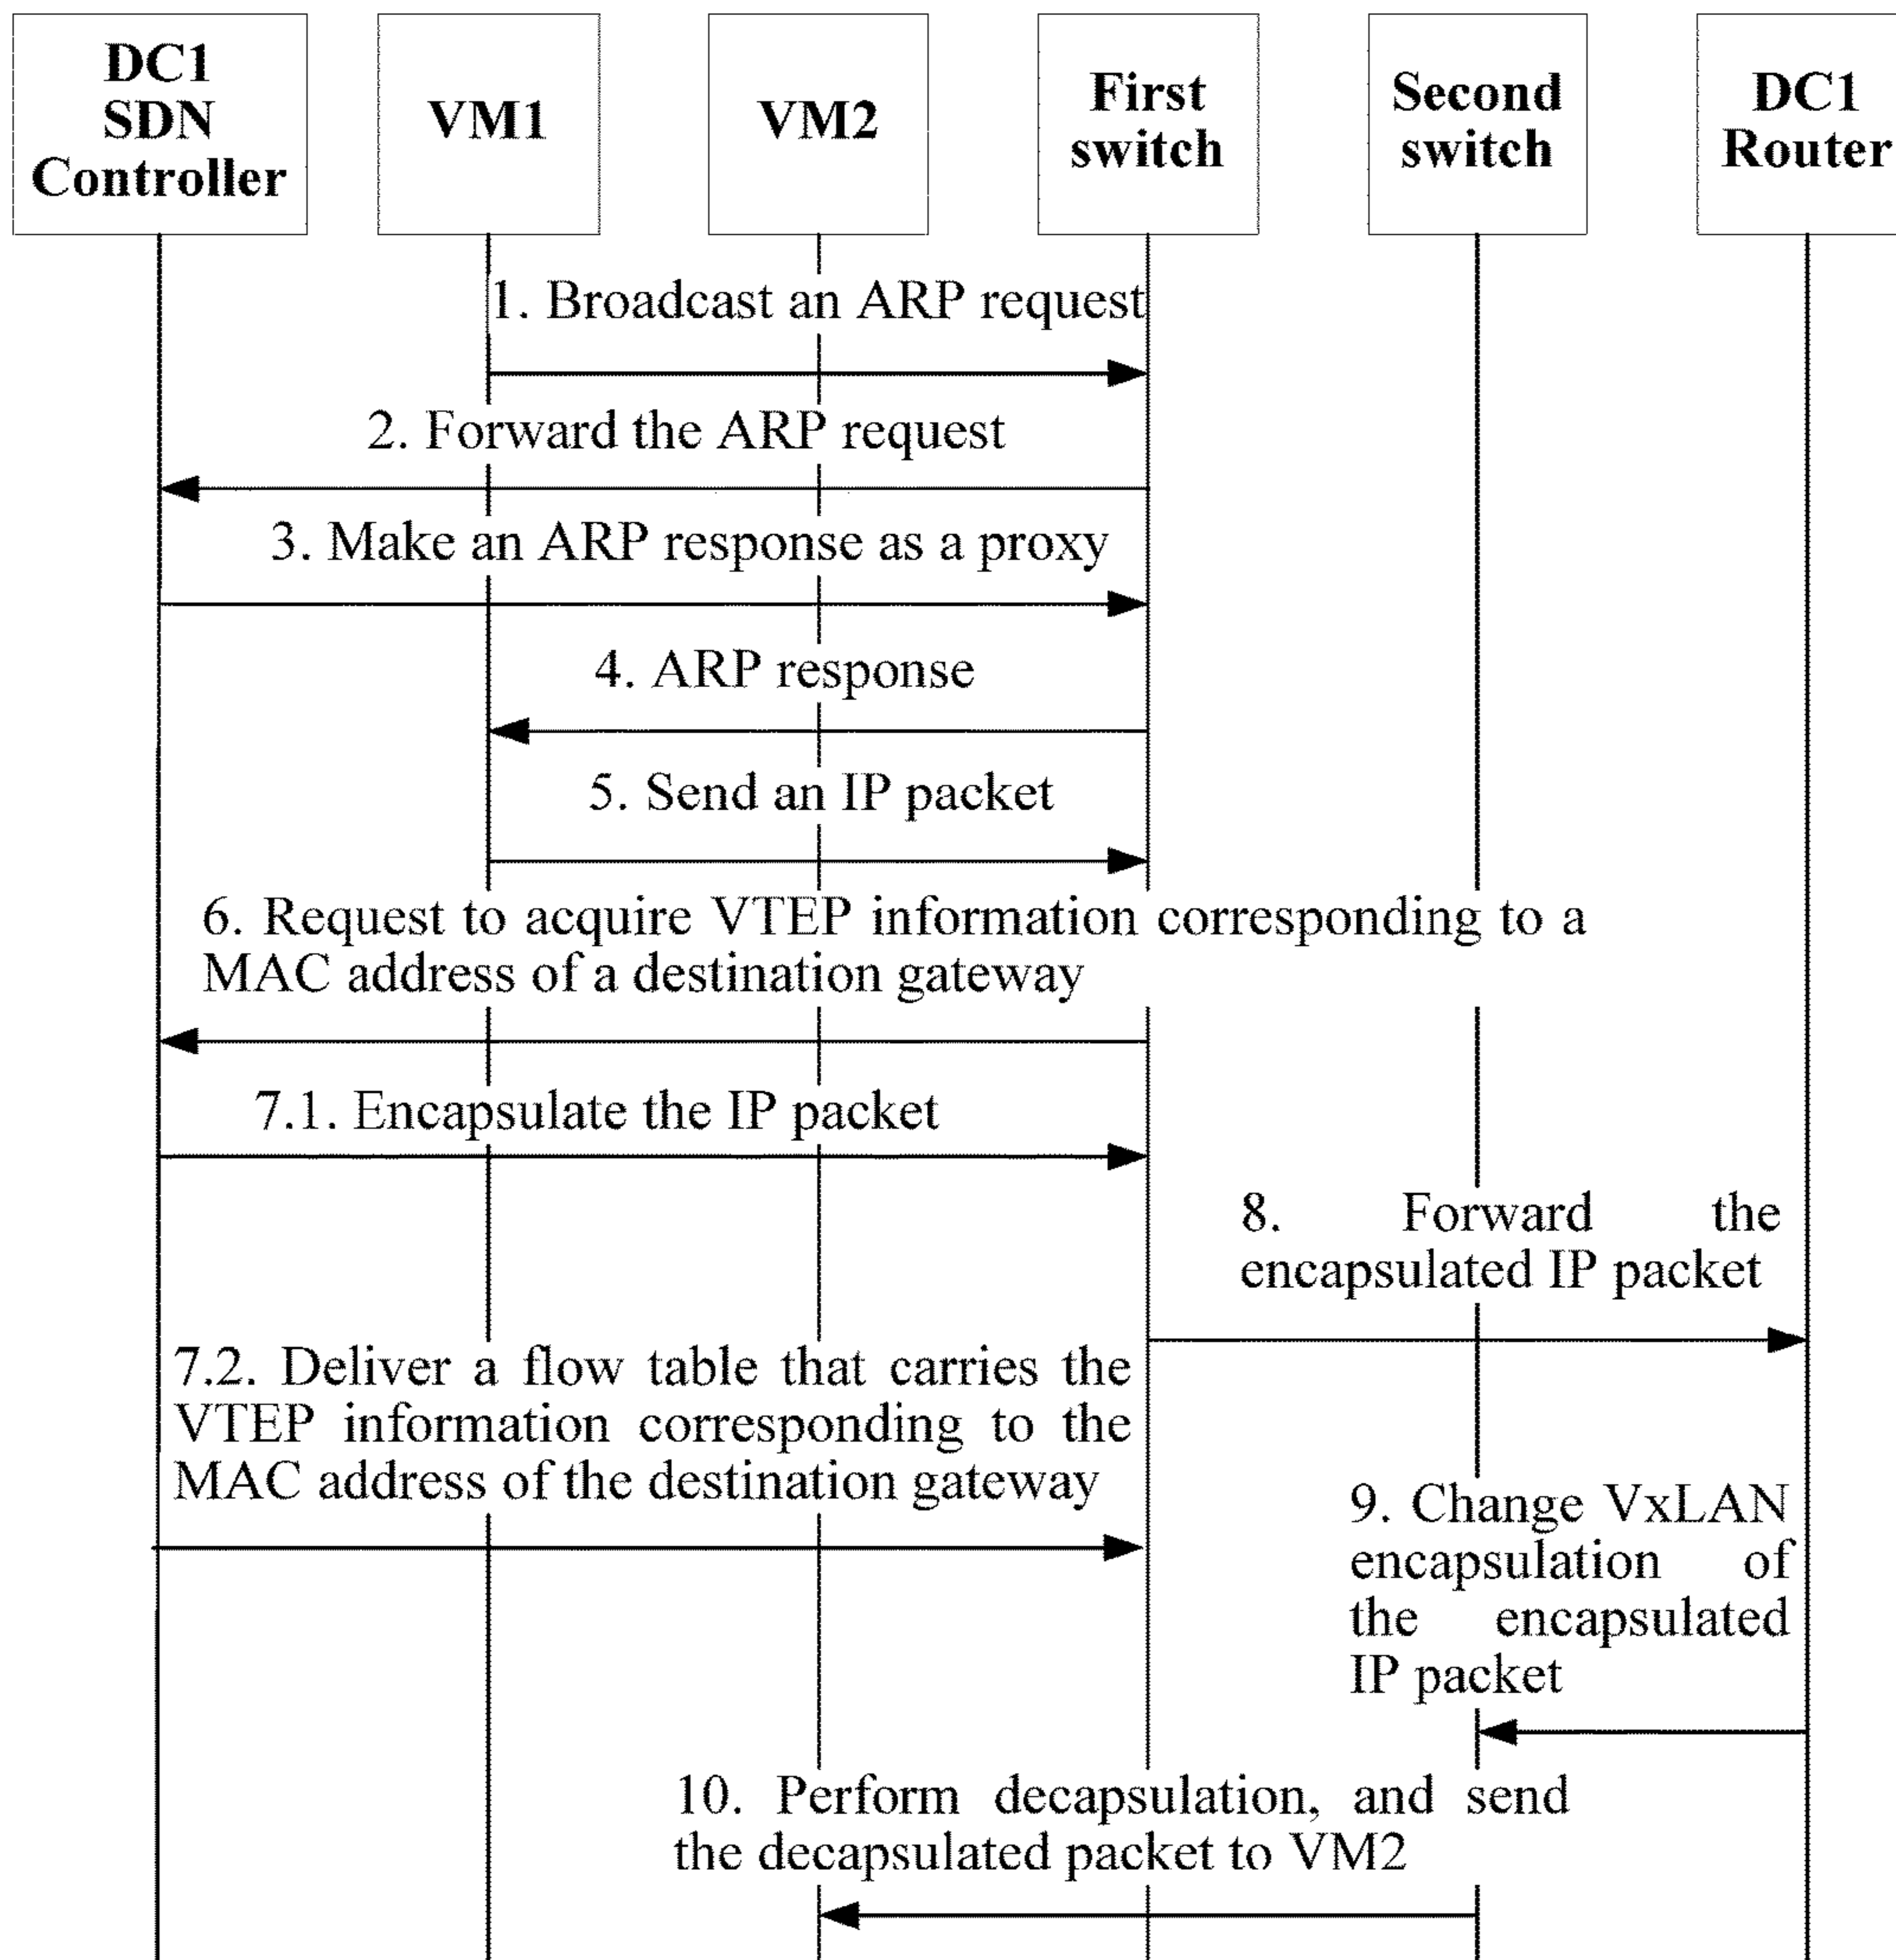 DC1
SDN
Controller
VM1
VM2
First
switch
Second
switch
DC1
Router
1. Broadcast an ARP request
2. Forward the ARP request
3. Make an ARP response as a proxy
4. ARP response
5. Send an IP packet
6. Request to acquire VTEP information corresponding to a
MAC address of a destination gateway
7.1. Encapsulate the IP packet
8. Forward the
encapsulated IP packet
7.2. Deliver a flow table that carries the
VTEP information corresponding to the
MAC address of the destination gateway
9. Change VxLAN
encapsulation of
the encapsulated
IP packet
10. Perform decapsulation, and send
the decapsulated packet to VM2